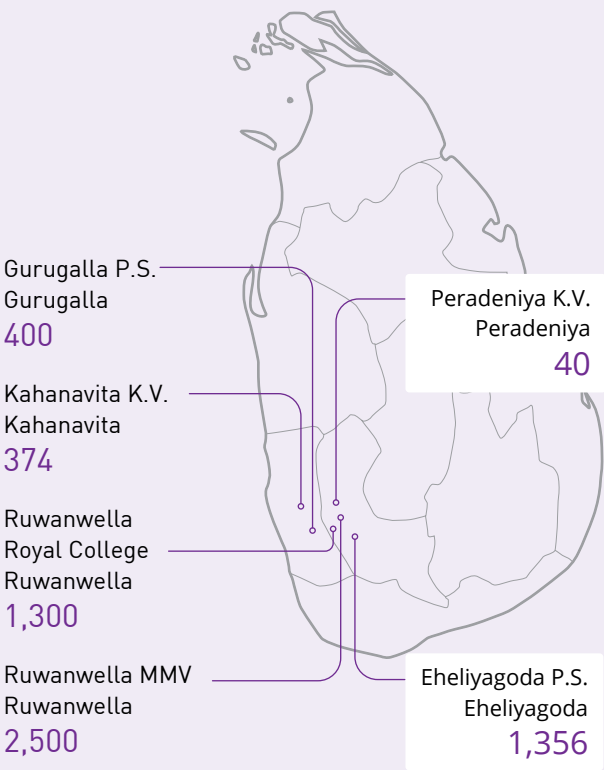 Gurugalla P.S.
Gurugalla
400
Kahanavita K.V.
Kahanavita
374
Ruwanwella
Royal College
Ruwanwella
1,300
Ruwanwella MMV
Ruwanwella
2,500
Peradeniya K.V.
Peradeniya
40
Eheliyagoda P.S.
Eheliyagoda
1,356